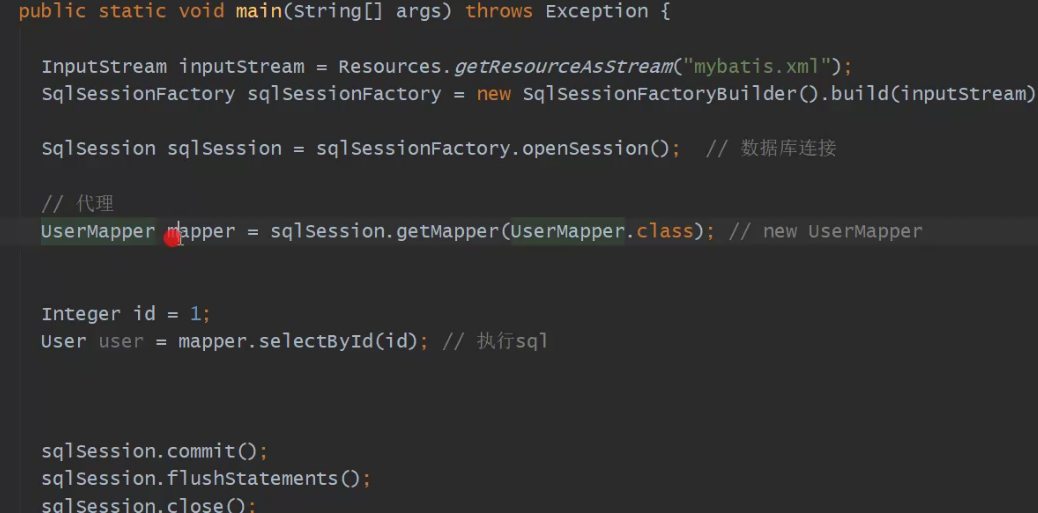 public static void main(String[] args) throws Exception {
InputStream inputStream = Resources.getResourceAsStream("mybatis.xml");
SqlSessionFactory sqlSessionFactory = new SqlSessionFactoryBuilder().build(inputStream)
SqlSession sqlSession = sqlSessionFactory.openSession(); // 数据库连接
// 代理
UserMapper mapper = sqlSession.getMapper(UserMapper.class); // new UserMapper
Integer id = 1;
User user = mapper.selectById(id); // 执行sql
sqlSession.commit();
sqlSession.flushStatements();
sqlSession.close();